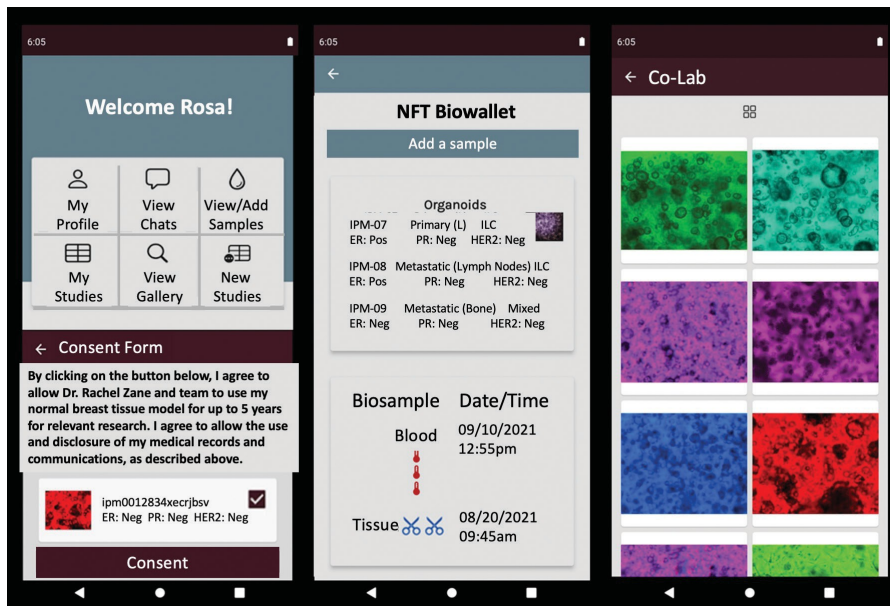 6:05
Welcome Rosa!
My
Profile
View
Chats
View/Add
Samples
My
Studies
View
Gallery
New
Studies
← Consent Form
By clicking on the button below, I agree to
allow Dr. Rachel Zane and team to use my
normal breast tissue model for up to 5 years
for relevant research. I agree to allow the use
and disclosure of my medical records and
communications, as described above.
ipm0012834xecrjbsv
ER: Neg PR: Neg HER2: Neg
Consent
6:05
←
NFT Biowallet
Add a sample
Organoids
IPM-07 Primary (L) ILC
ER: Pos PR: Neg HER2: Neg
IPM-08 Metastatic (Lymph Nodes) ILC
ER: Pos PR: Neg HER2: Neg
IPM-09 Metastatic (Bone) Mixed
ER: Neg PR: Neg HER2: Neg
Biosample Date/Time
Blood 09/10/2021
12:55pm
Tissue 08/20/2021
09:45am
6:05
← Co-Lab